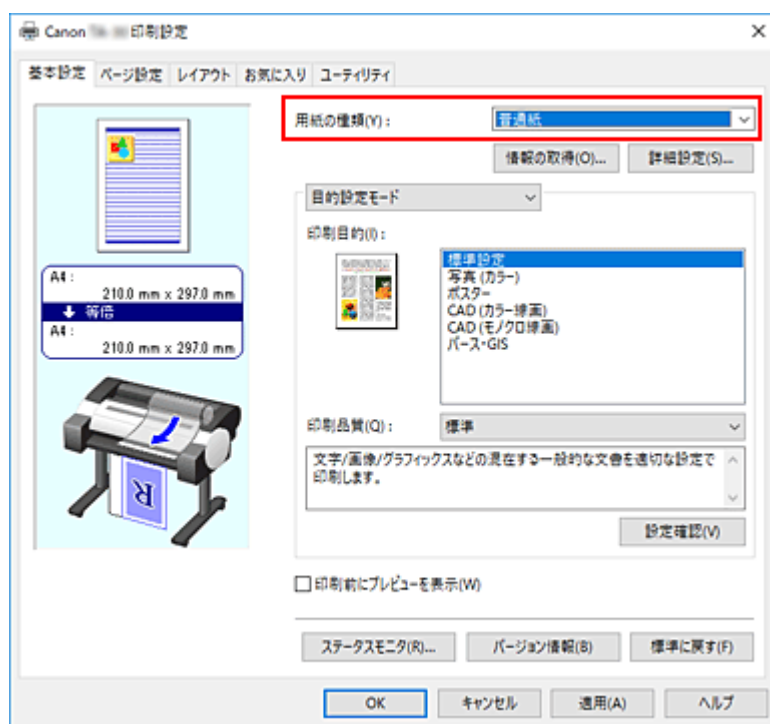 Canon 印刷設定
基本設定 ページ設定 レイアウト お気に入り ユーティリティ
用紙の種類(Y): 普通紙
情報の取得(O)... 詳細設定(S)...
目的設定モード
印刷目的(I):
標準設定
写真 (カラー)
ポスター
CAD (カラー線画)
CAD (モノクロ線画)
パース・GIS
A4 :
210.0 mm x 297.0 mm
等倍
A4 :
210.0 mm x 297.0 mm
R
印刷品質(Q): 標準
文字/画像/グラフィックスなどの混在する一般的な文書を適切な設定で
印刷します。
設定確認(V)
印刷前にプレビューを表示(W)
ステータスモニタ(R)... バージョン情報(B) 標準に戻す(F)
OK キャンセル 適用(A) ヘルプ